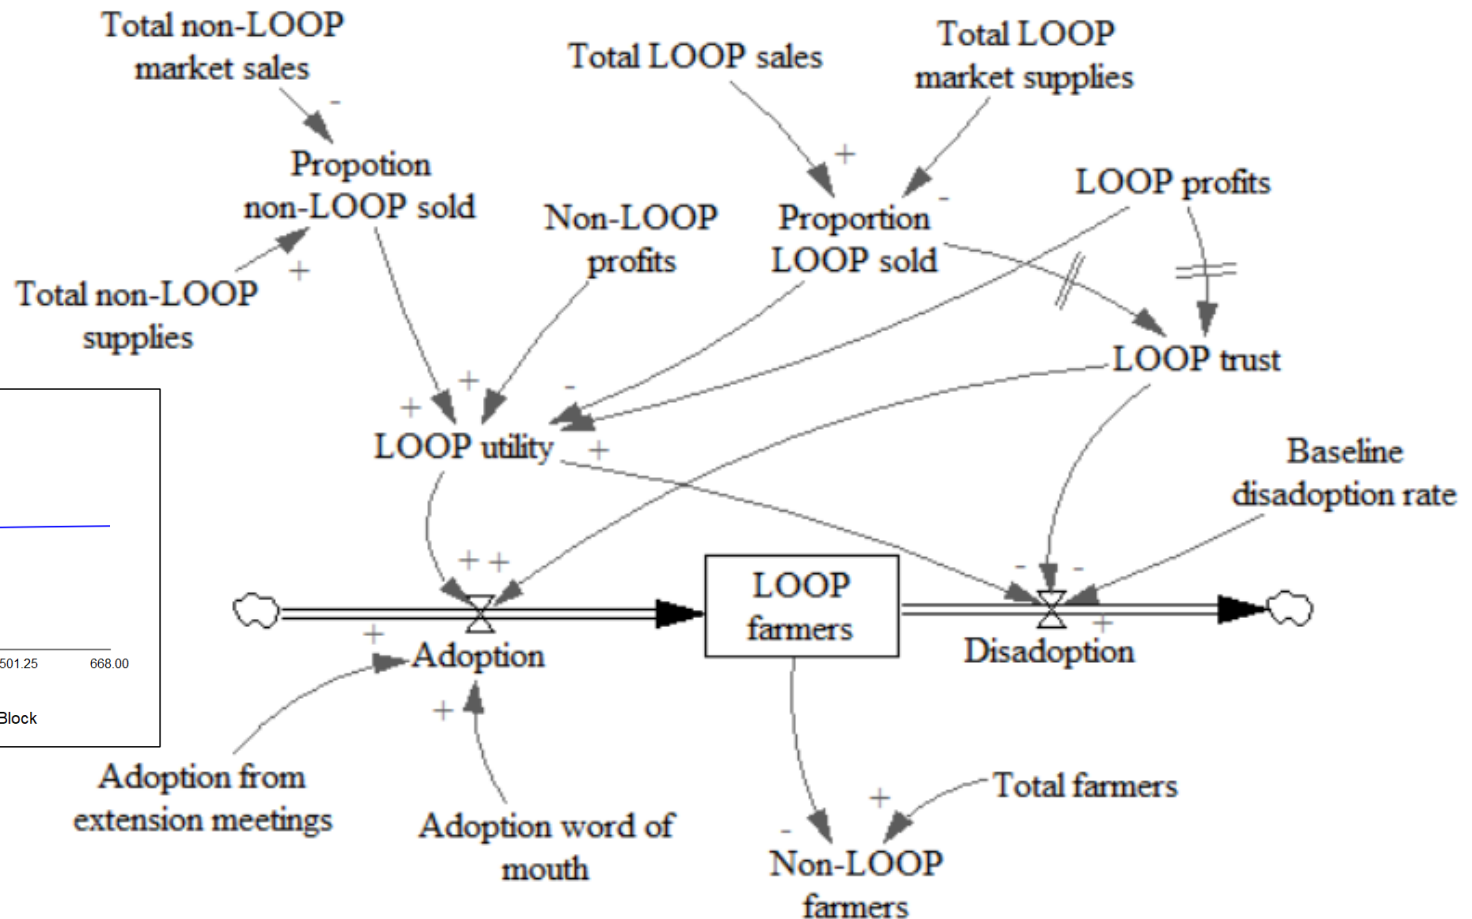 Total non-LOOP
market sales
Total LOOP sales
Total LOOP
market supplies
-
Propotion
non-LOOP sold
+
-
LOOP profits
Non-LOOP
profits
Proportion
LOOP sold
+
Total non-LOOP
supplies
LOOP trust
+
-
+
LOOP utility
+
Baseline
disadoption rate
+
+
-
-
LOOP
farmers
+
Adoption
+
Disadoption
501.25
668.00
+
Block
Adoption from
extension meetings
Adoption word of
mouth
+
Total farmers
-
Non-LOOP
farmers